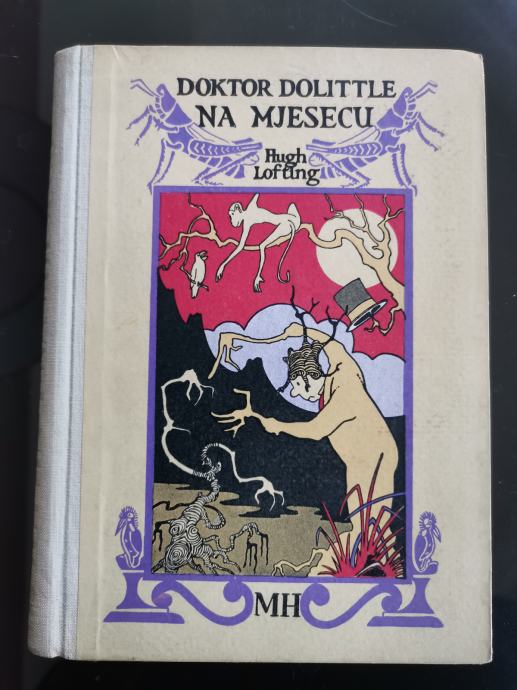 DOKTOR DOLITTLE
NA MJESECU
Hugh
Lofting
MH